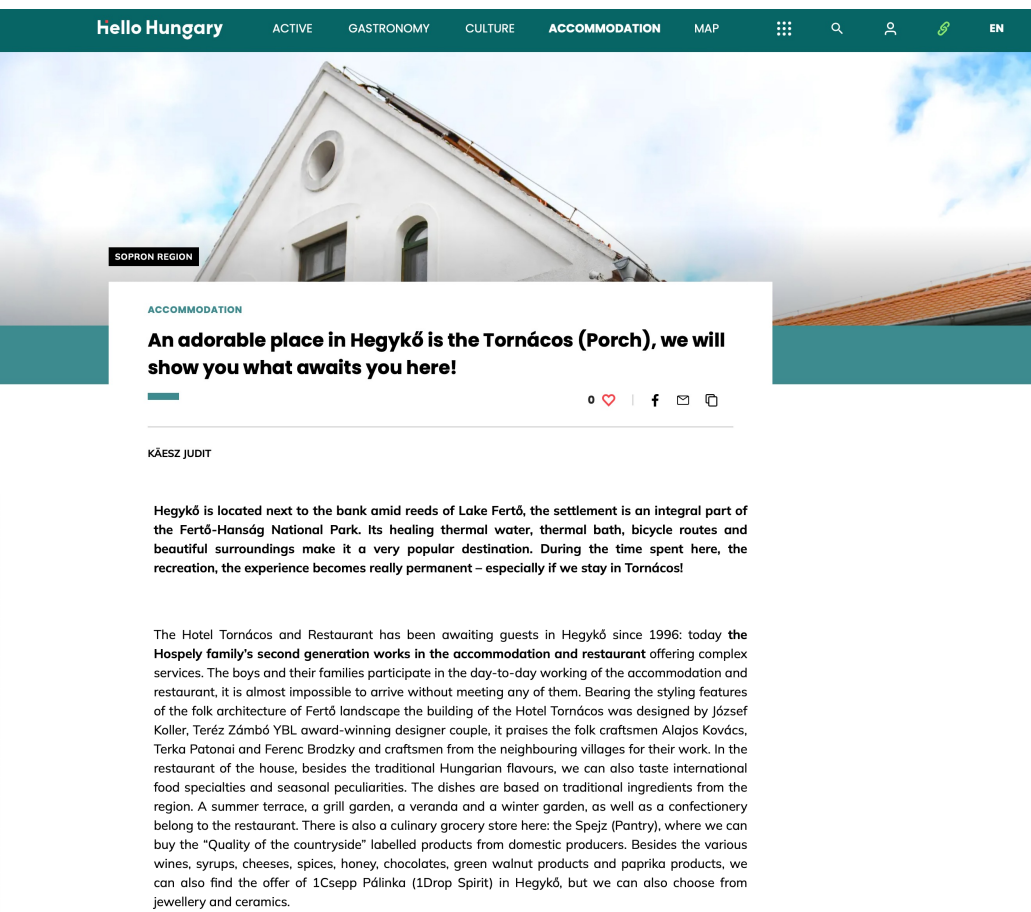 Hello Hungary
ACTIVE GASTRONOMY CULTURE ACCOMMODATION MAP EN
SOPRON REGION
ACCOMMODATION
An adorable place in Hegykő is the Tornácos (Porch), we will
show you what awaits you here!
0
KÄESZ JUDIT
Hegykő is located next to the bank amid reeds of Lake Fertő, the settlement is an integral part of
the Fertő-Hanság National Park. Its healing thermal water, thermal bath, bicycle routes and
beautiful surroundings make it a very popular destination. During the time spent here, the
recreation, the experience becomes really permanent – especially if we stay in Tornácos!
The Hotel Tornácos and Restaurant has been awaiting guests in Hegykő since 1996: today the
Hospely family's second generation works in the accommodation and restaurant offering complex
services. The boys and their families participate in the day-to-day working of the accommodation and
restaurant, it is almost impossible to arrive without meeting any of them. Bearing the styling features
of the folk architecture of Fertő landscape the building of the Hotel Tornácos was designed by József
Koller, Teréz Zámbó YBL award-winning designer couple, it praises the folk craftsmen Alajos Kovács,
Terka Patonai and Ferenc Brodzky and craftsmen from the neighbouring villages for their work. In the
restaurant of the house, besides the traditional Hungarian flavours, we can also taste international
food specialties and seasonal peculiarities. The dishes are based on traditional ingredients from the
region. A summer terrace, a grill garden, a veranda and a winter garden, as well as a confectionery
belong to the restaurant. There is also a culinary grocery store here: the Spejz (Pantry), where we can
buy the “Quality of the countryside” labelled products from domestic producers. Besides the various
wines, syrups, cheeses, spices, honey, chocolates, green walnut products and paprika products, we
can also find the offer of 1Csepp Pálinka (1Drop Spirit) in Hegykő, but we can also choose from
jewellery and ceramics.